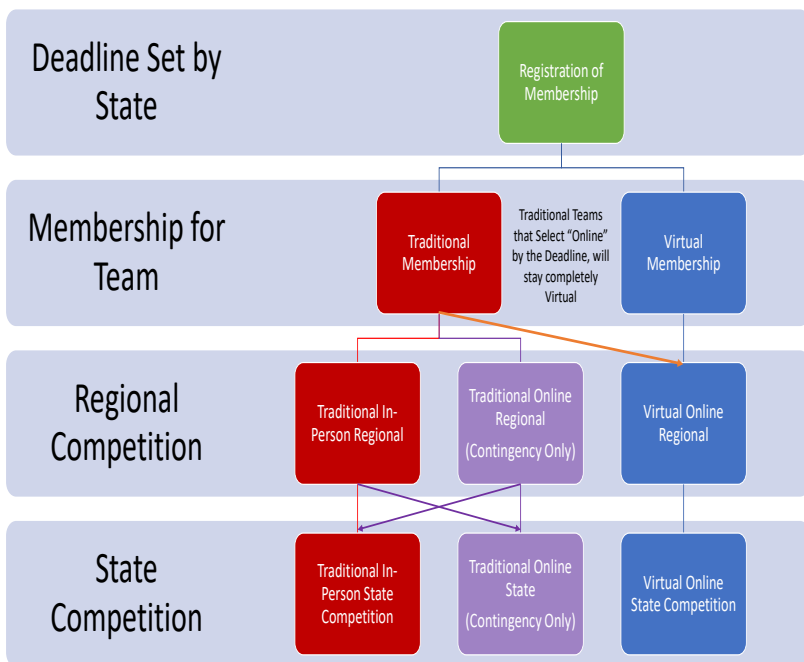 Deadline Set by
State
Registration of
Membership
Membership for
Team
Traditional
Membership
Traditional Teams
that Select “Online”
by the Deadline, will
stay completely
Virtual
Virtual
Membership
Regional
Competition
Traditional In-
Person Regional
Traditional Online
Regional
(Contingency Only)
Virtual Online
Regional
State
Competition
Traditional In-
Person State
Competition
Traditional Online
State
(Contingency Only)
Virtual Online
State Competition